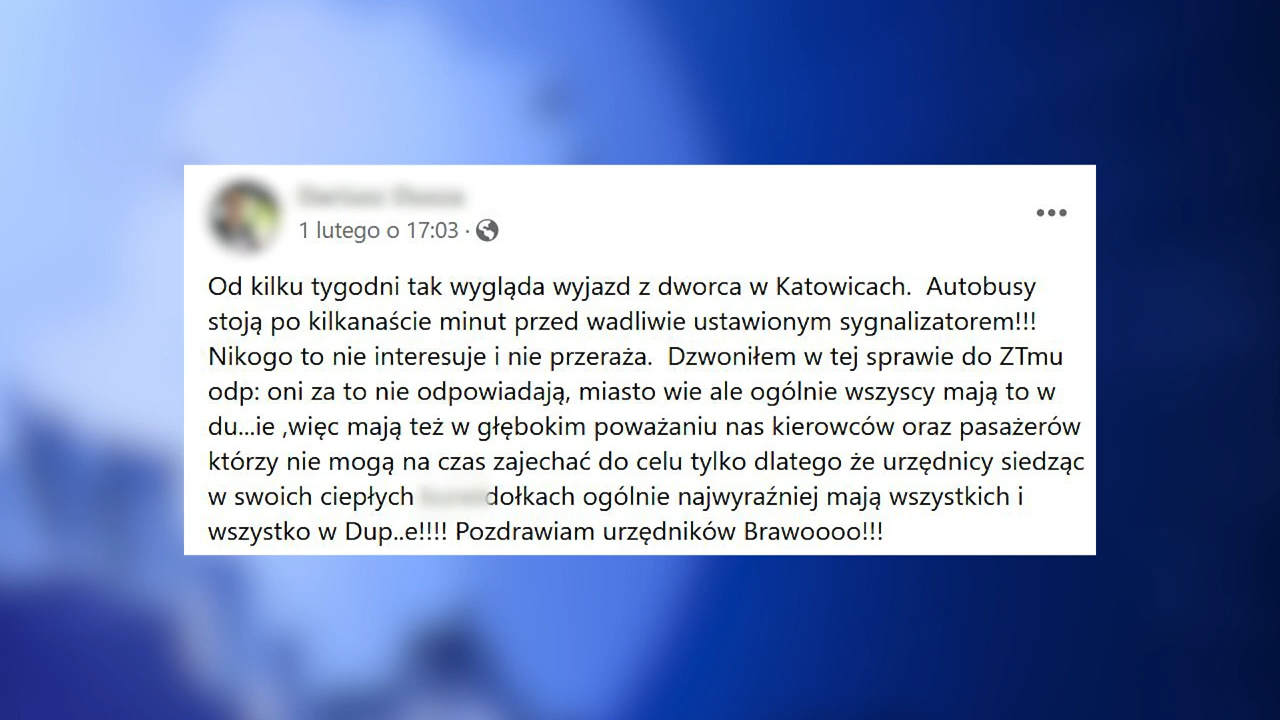 1 lutego o 17:03 ·
Od kilku tygodni tak wygląda wyjazd z dworca w Katowicach.  Autobusy
stoją po kilkanaście minut przed wadliwie ustawionym sygnalizatorem!!!
Nikogo to nie interesuje i nie przeraża.  Dzwoniłem w tej sprawie do ZTmu
odp: oni za to nie odpowiadają, miasto wie ale ogólnie wszyscy mają to w
du...ie ,więc mają też w głębokim poważaniu nas kierowców oraz pasażerów
którzy nie mogą na czas zajechać do celu tylko dlatego że urzędnicy siedząc
w swoich ciepłych dołkach ogólnie najwyraźniej mają wszystkich i
wszystko w Dup..e!!!! Pozdrawiam urzędników Brawoooo!!!